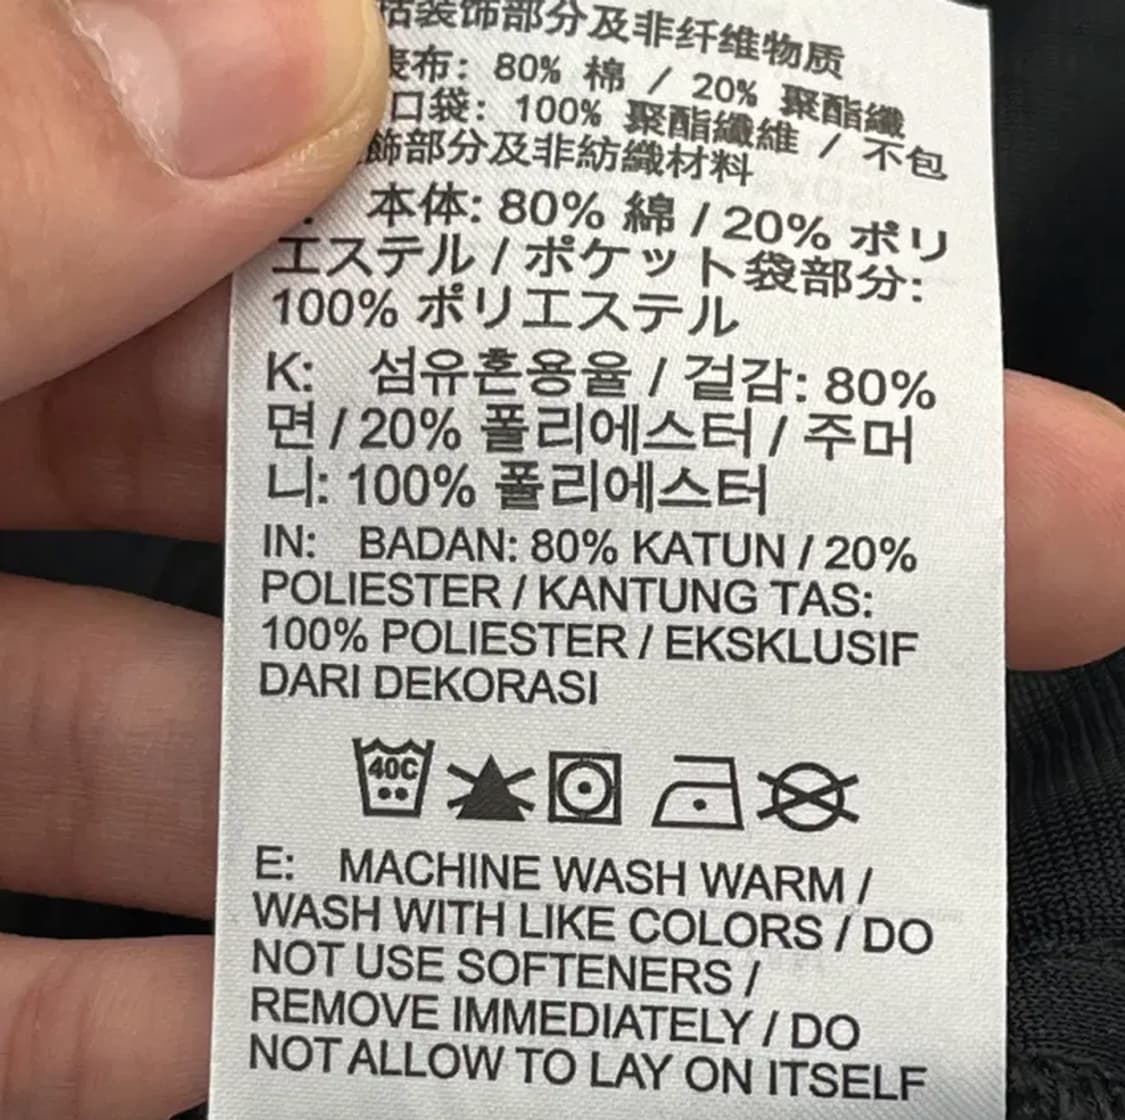 括装饰部分及非纤维物质
表布: 80% 棉 / 20% 聚酯纖
口袋: 100% 聚酯纖維 / 不包
飾部分及非紡織材料
本体: 80% 綿 / 20% ポリ
エステル / ポケット袋部分:
100% ポリエステル
K: 섬유혼용율 / 겉감: 80%
면 / 20% 폴리에스터 / 주머
니: 100% 폴리에스터
IN: BADAN: 80% KATUN / 20%
POLIESTER / KANTUNG TAS:
100% POLIESTER / EKSKLUSIF
DARI DEKORASI
40C
E: MACHINE WASH WARM /
WASH WITH LIKE COLORS / DO
NOT USE SOFTENERS /
REMOVE IMMEDIATELY / DO
NOT ALLOW TO LAY ON ITSELF